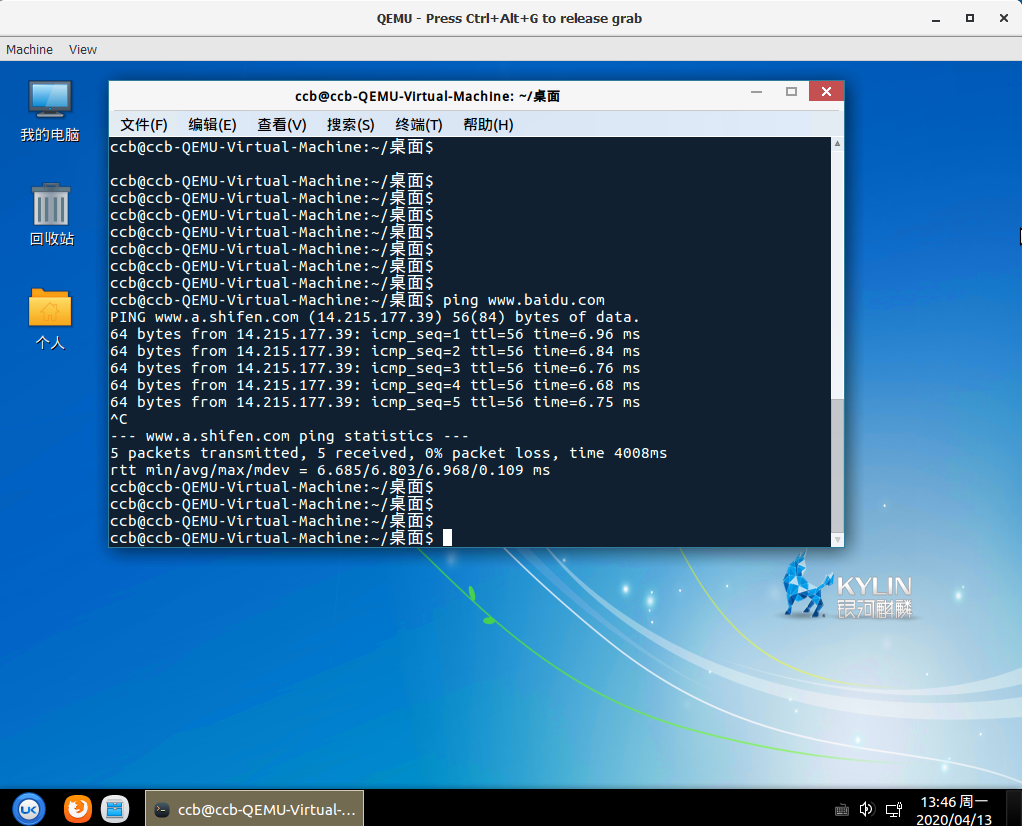 QEMU - Press Ctrl+Alt+G to release grab
Machine View
我的电脑
回收站
个人
ccb@ccb-QEMU-Virtual-Machine: ~/桌面
文件(F) 编辑(E) 查看(V) 搜索(S) 终端(T) 帮助(H)
ccb@ccb-QEMU-Virtual-Machine:~/桌面$
ccb@ccb-QEMU-Virtual-Machine:~/桌面$
ccb@ccb-QEMU-Virtual-Machine:~/桌面$
ccb@ccb-QEMU-Virtual-Machine:~/桌面$
ccb@ccb-QEMU-Virtual-Machine:~/桌面$
ccb@ccb-QEMU-Virtual-Machine:~/桌面$
ccb@ccb-QEMU-Virtual-Machine:~/桌面$
ccb@ccb-QEMU-Virtual-Machine:~/桌面$
ccb@ccb-QEMU-Virtual-Machine:~/桌面$ ping www.baidu.com
PING www.a.shifen.com (14.215.177.39) 56(84) bytes of data.
64 bytes from 14.215.177.39: icmp_seq=1 ttl=56 time=6.96 ms
64 bytes from 14.215.177.39: icmp_seq=2 ttl=56 time=6.84 ms
64 bytes from 14.215.177.39: icmp_seq=3 ttl=56 time=6.76 ms
64 bytes from 14.215.177.39: icmp_seq=4 ttl=56 time=6.68 ms
64 bytes from 14.215.177.39: icmp_seq=5 ttl=56 time=6.75 ms
^C
--- www.a.shifen.com ping statistics ---
5 packets transmitted, 5 received, 0% packet loss, time 4008ms
rtt min/avg/max/mdev = 6.685/6.803/6.968/0.109 ms
ccb@ccb-QEMU-Virtual-Machine:~/桌面$
ccb@ccb-QEMU-Virtual-Machine:~/桌面$
ccb@ccb-QEMU-Virtual-Machine:~/桌面$
ccb@ccb-QEMU-Virtual-Machine:~/桌面$
KYLIN
银河麒麟
UK
ccb@ccb-QEMU-Virtual-...
13:46 周一
2020/04/13